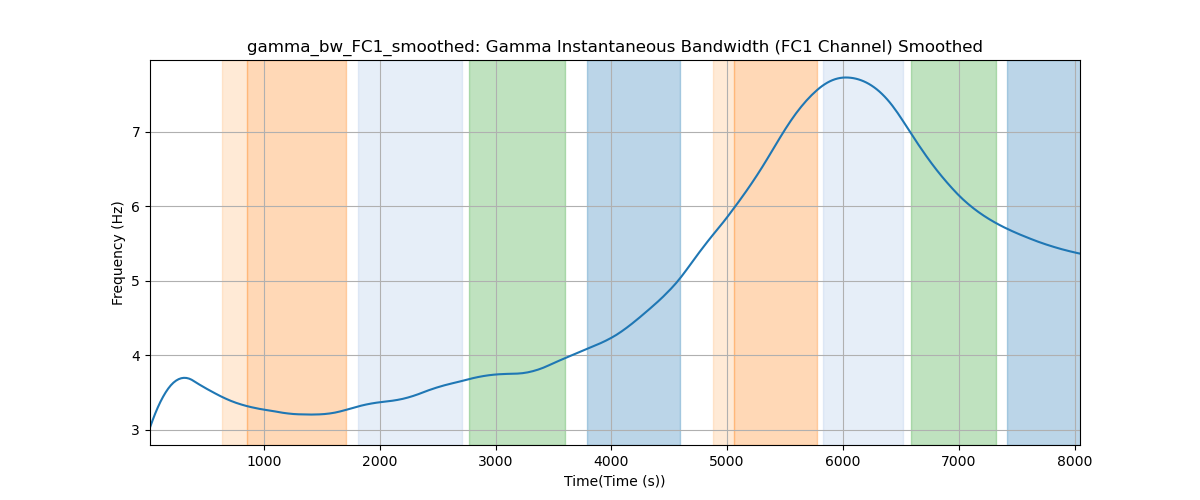 gamma_bw_FC1_smoothed: Gamma Instantaneous Bandwidth (FC1 Channel) Smoothed
Frequency (Hz)
7
6
5
4
3
1000 2000 3000 4000 5000 6000 7000 8000
Time(Time (s))